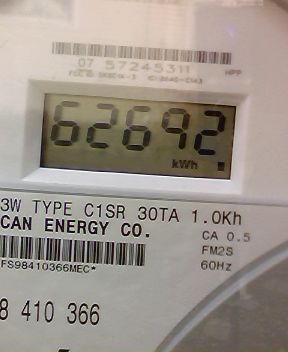 07 57245311
HPP
62692
kWh
3W TYPE C1SR 30TA 1.0Kh
CAN ENERGY CO.
CA 0.5
FM2S
60Hz
FS98410366MEC*
8 410 366